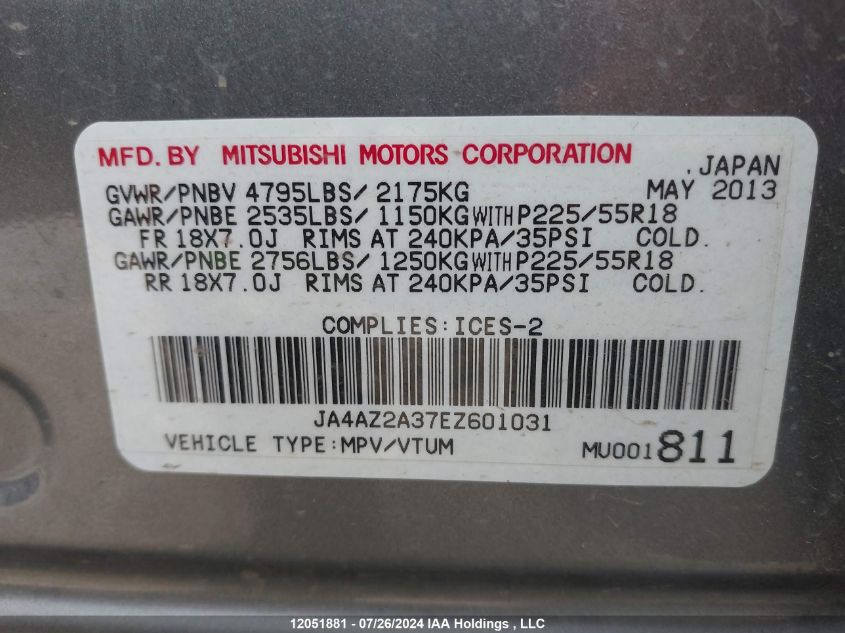 MFD. BY MITSUBISHI MOTORS CORPORATION
, JAPAN
GVWR/PNBV 4795LBS/ 2175KG MAY 2013
GAWR/PNBE 2535LBS/ 1150KG WITH P225/55R18
FR 18X7.0J RIMS AT 240KPA/35PSI COLD.
GAWR/PNBE 2756LBS/ 1250KG WITH P225/55R18
RR 18X7.0J RIMS AT 240KPA/35PSI COLD.
COMPLIES:ICES-2
JA4AZ2A37EZ601031
VEHICLE TYPE:MPV/VTUM MU001811
12051881 - 07/26/2024 IAA Holdings , LLC